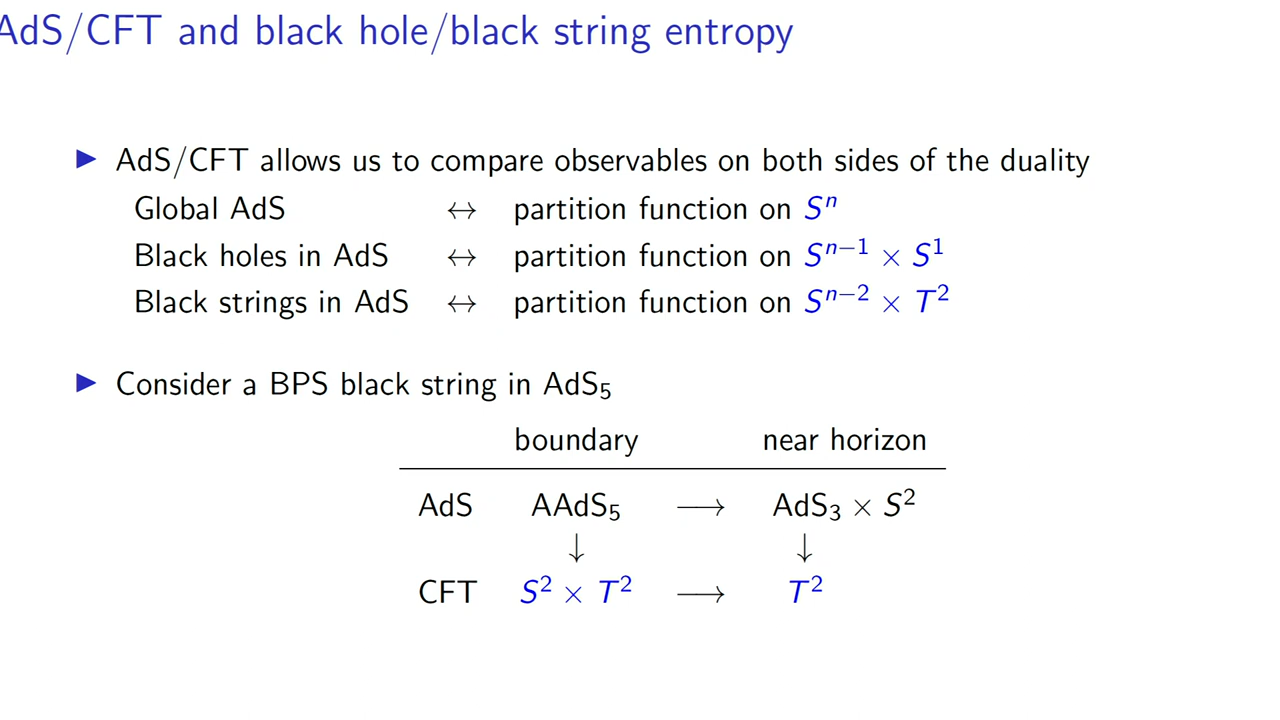 AdS/CFT and black hole/black string entropy
▶ AdS/CFT allows us to compare observables on both sides of the duality
Global AdS ↔ partition function on Sⁿ
Black holes in AdS ↔ partition function on Sⁿ⁻¹ × S¹
Black strings in AdS ↔ partition function on Sⁿ⁻² × T²
▶ Consider a BPS black string in AdS₅
boundary near horizon
AdS AAdS₅ ⟶ AdS₃ × S²
↓ ↓
CFT S² × T² ⟶ T²